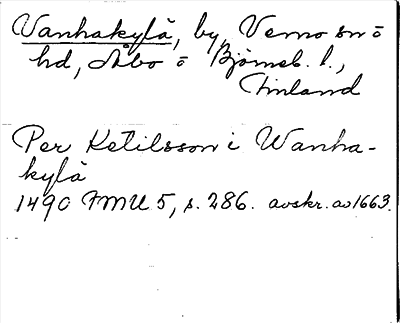 Vanhakylä, by, Vemo sn ō
hd, Åbo ō Björneb. l.,
Finland
Per Ketilsson i Wanha-
kylä
1490 FMU 5, s. 286. avskr. av 1663.